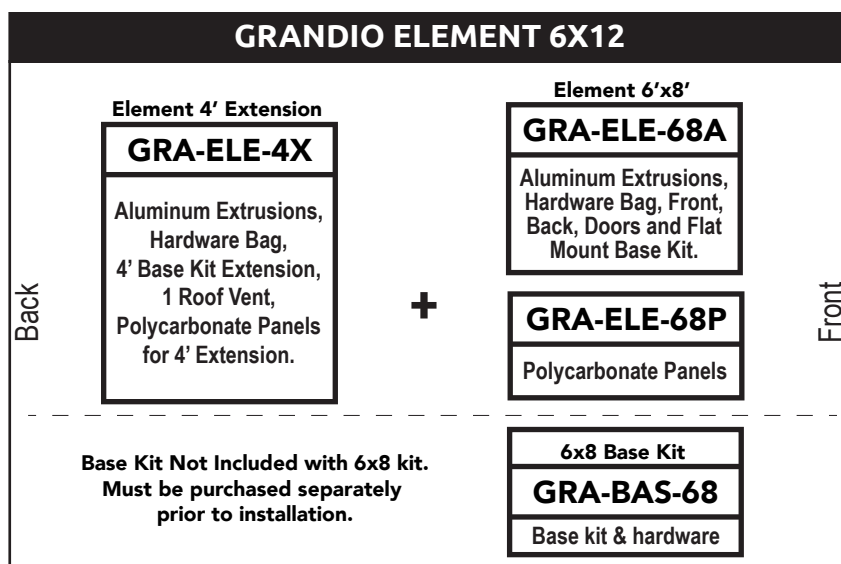 GRANDIO ELEMENT 6X12
Back
Element 4' Extension
GRA-ELE-4X
Aluminum Extrusions,
Hardware Bag,
4' Base Kit Extension,
1 Roof Vent,
Polycarbonate Panels
for 4' Extension.
+
Element 6'x8'
GRA-ELE-68A
Aluminum Extrusions,
Hardware Bag, Front,
Back, Doors and Flat
Mount Base Kit.
GRA-ELE-68P
Polycarbonate Panels
Front
Base Kit Not Included with 6x8 kit.
Must be purchased separately
prior to installation.
6x8 Base Kit
GRA-BAS-68
Base kit & hardware